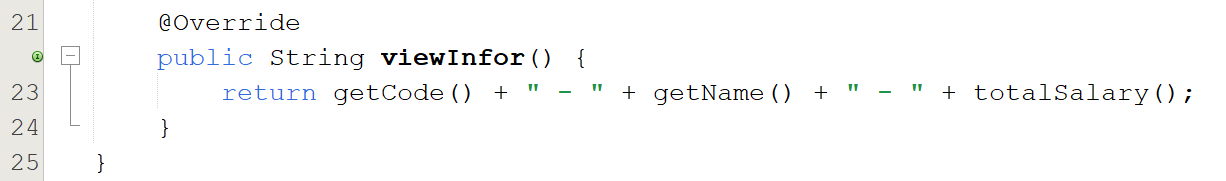 21 @Override
public String viewInfor() {
23 return getCode() + " - " + getName() + " - " + totalSalary();
24 }
25 }